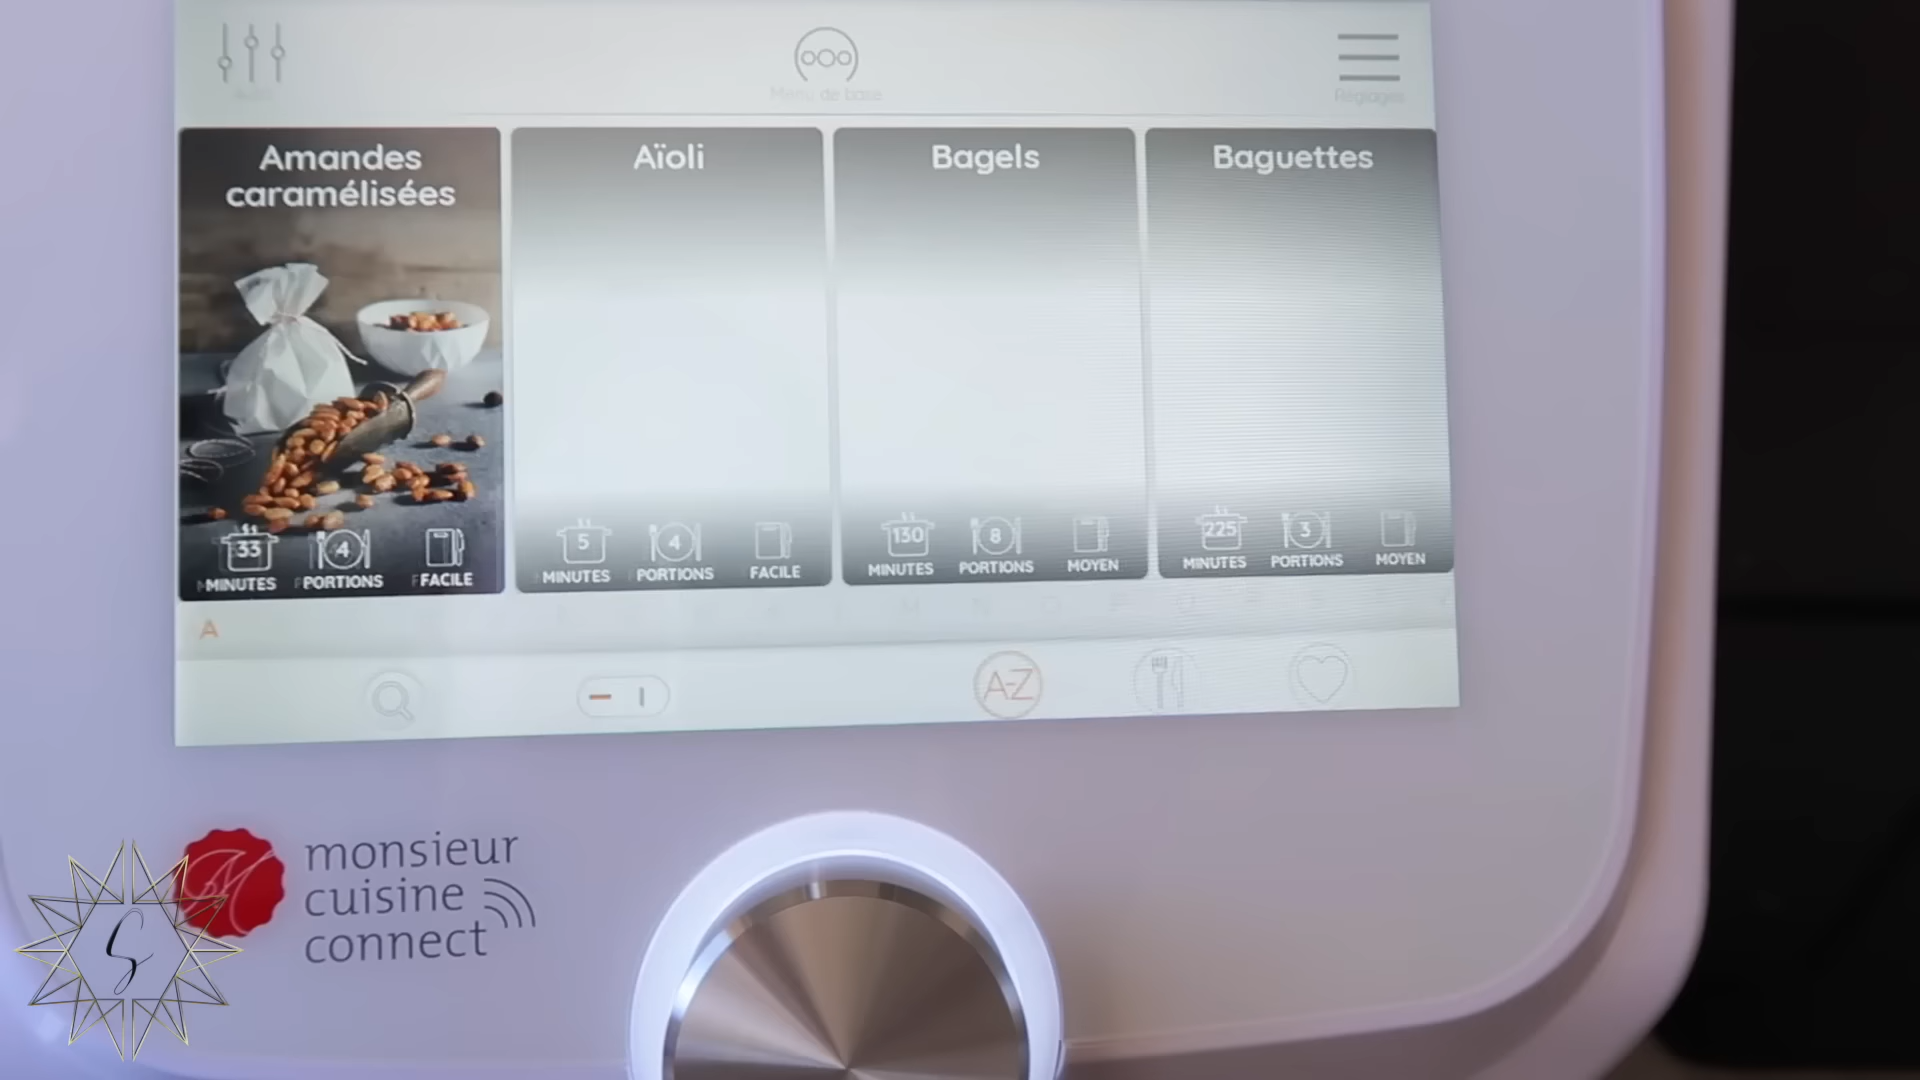 Menu de base
Réglages
Amandes
caramélisées
Aïoli
Bagels
Baguettes
33
4
5
4
130
8
225
3
MINUTES PORTIONS FACILE
MINUTES PORTIONS FACILE
MINUTES PORTIONS MOYEN
MINUTES PORTIONS MOYEN
A
A-Z
monsieur
cuisine
connect
S